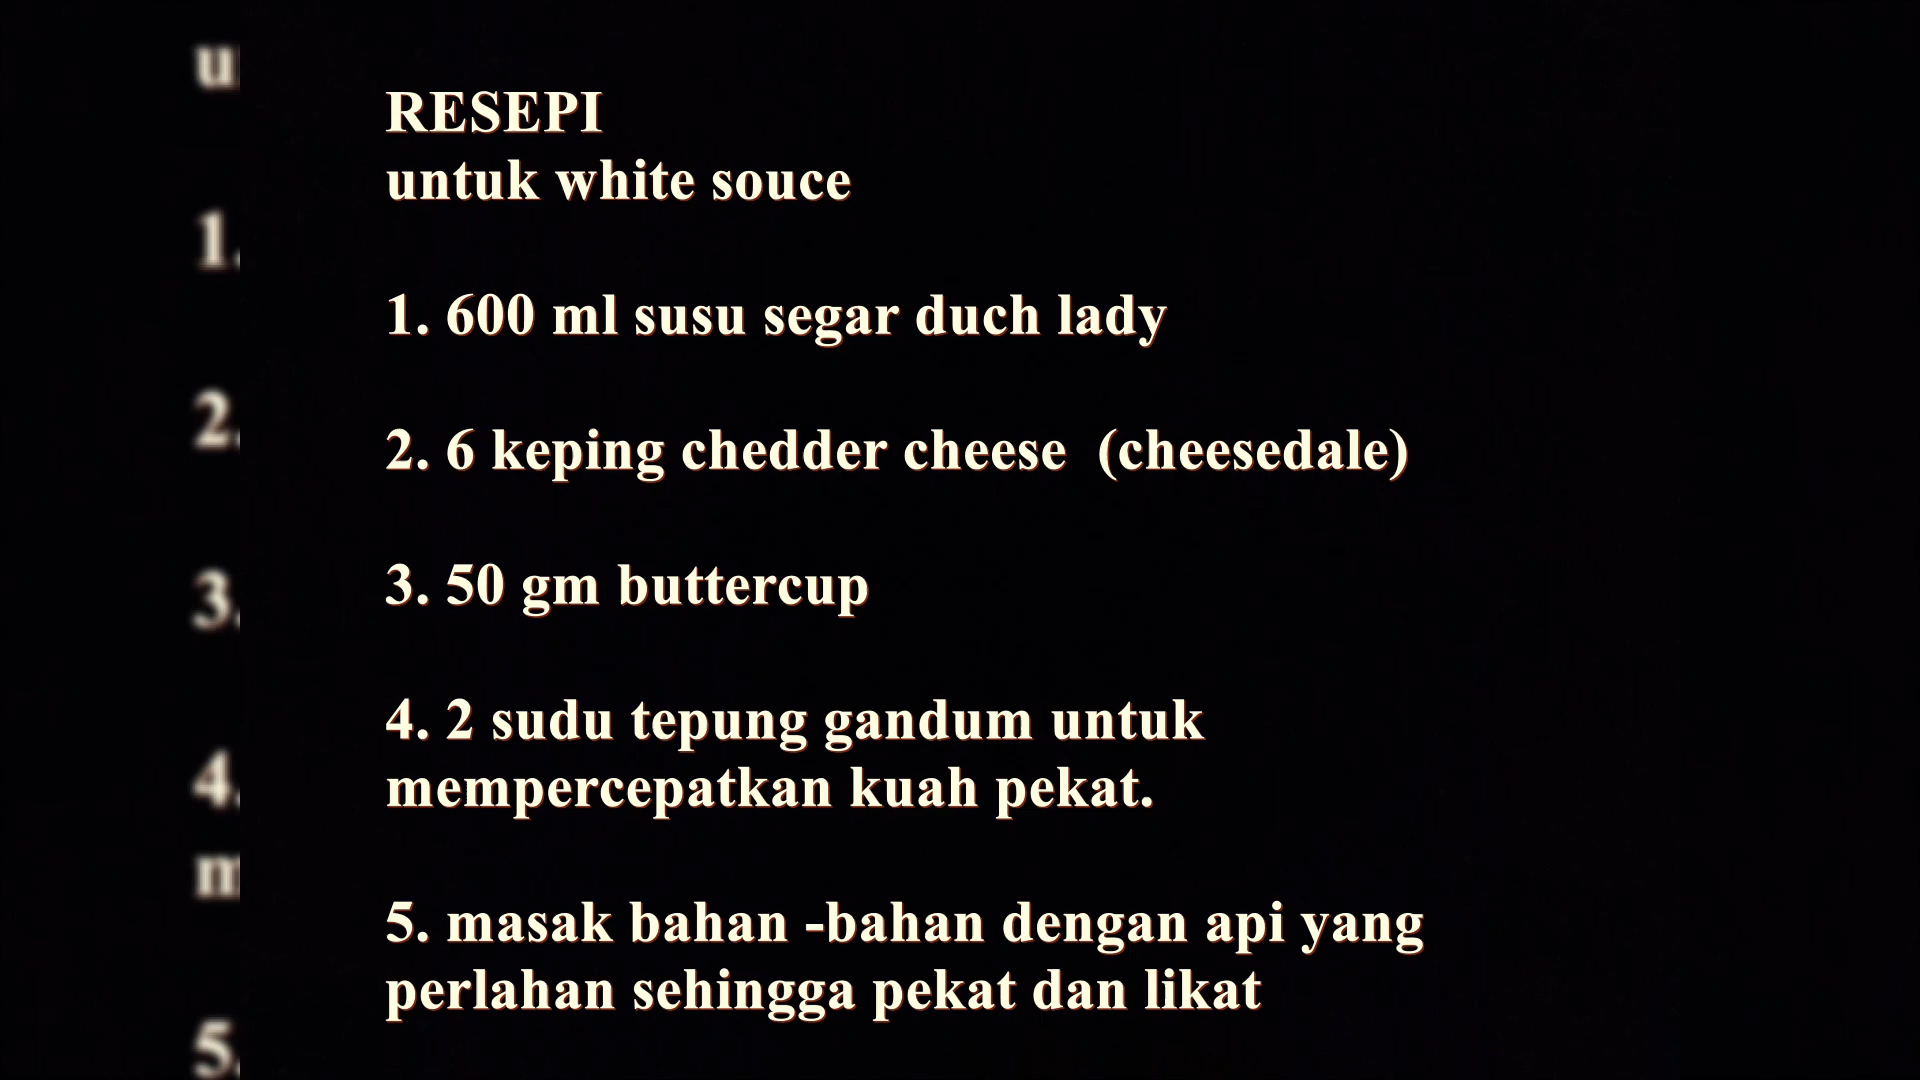 RESEPI
untuk white souce
1. 600 ml susu segar duch lady
2. 6 keping chedder cheese  (cheesedale)
3. 50 gm buttercup
4. 2 sudu tepung gandum untuk
mempercepatkan kuah pekat.
5. masak bahan -bahan dengan api yang
perlahan sehingga pekat dan likat